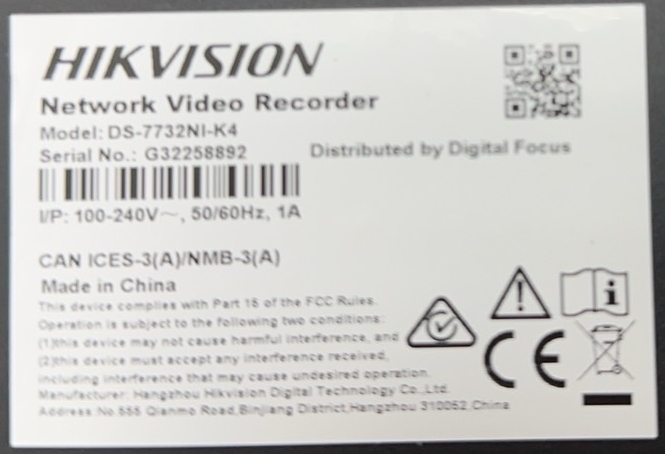 HIKVISION
Network Video Recorder
Model: DS-7732NI-K4
Serial No.: G32258892
Distributed by Digital Focus
I/P: 100-240V～, 50/60Hz, 1A
CAN ICES-3(A)/NMB-3(A)
Made in China
This device complies with Part 15 of the FCC Rules.
Operation is subject to the following two conditions:
(1)this device may not cause harmful interference, and
(2)this device must accept any interference received,
including interference that may cause undesired operation.
Manufacturer: Hangzhou Hikvision Digital Technology Co.,Ltd.
Address:No.555 Qianmo Road,Binjiang District,Hangzhou 310052,China
CE